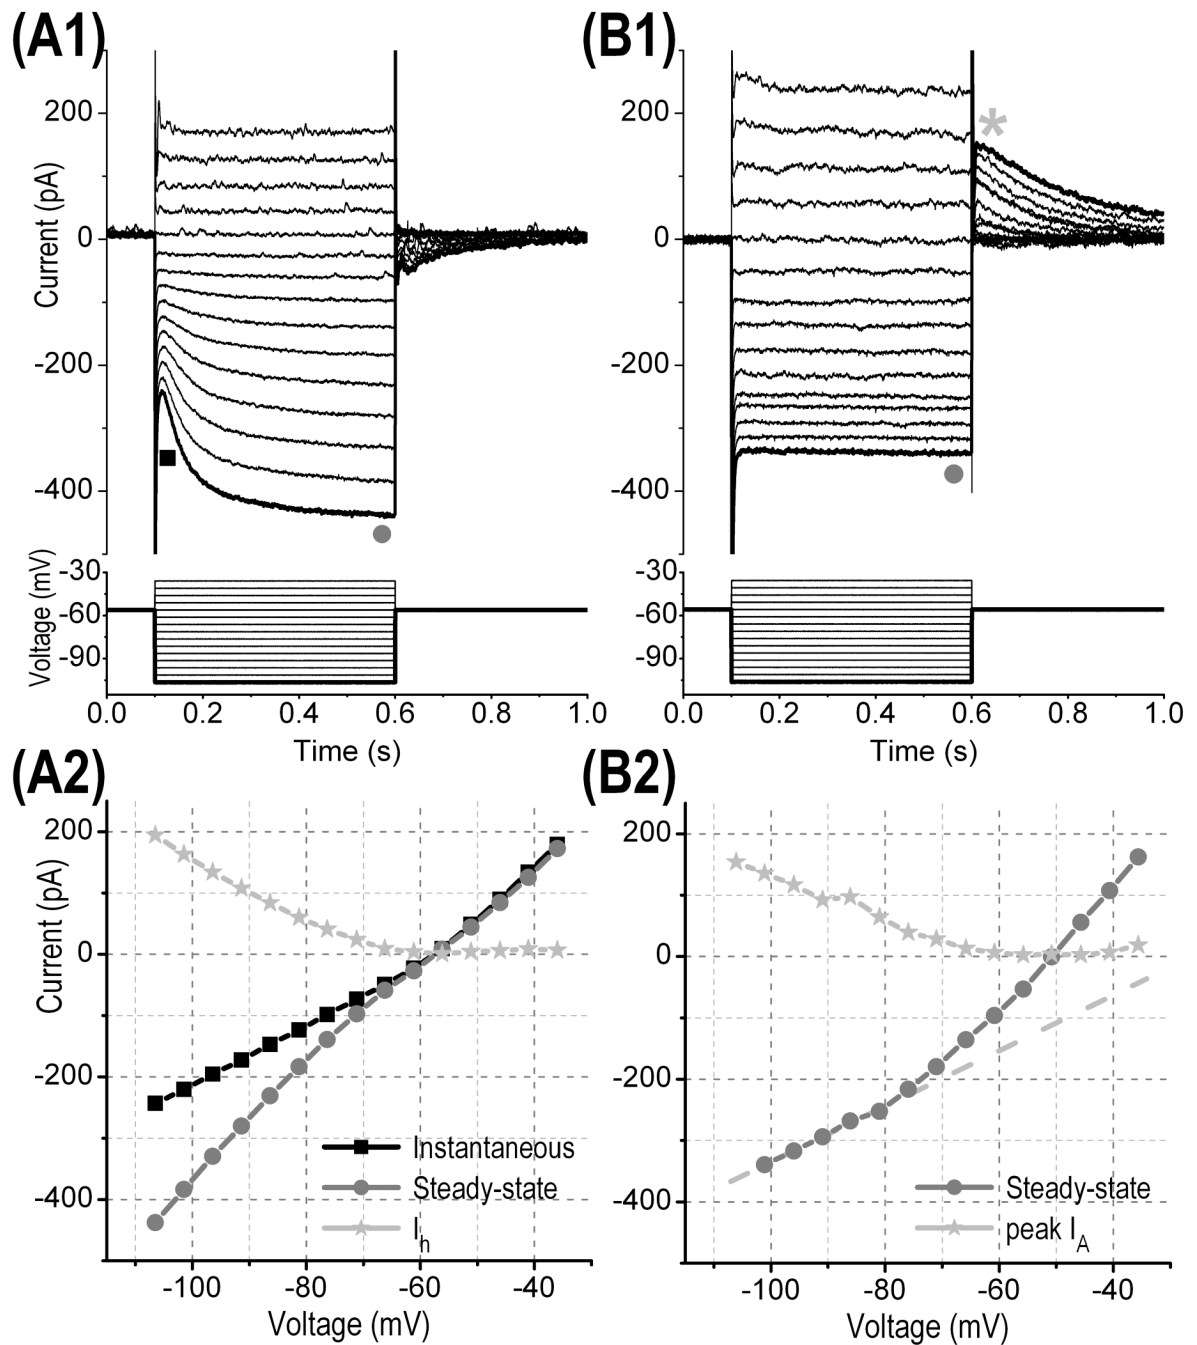 (A1)
200
0
-200
-400
Current (pA)
-30
-60
-90
Voltage (mV)
0.0 0.2 0.4 0.6 0.8 1.0
Time (s)
(B1)
*
200
0
-200
-400
0.0 0.2 0.4 0.6 0.8 1.0
Time (s)
(A2)
200
0
-200
-400
Current (pA)
Instantaneous
Steady-state
Ih
-100 -80 -60 -40
Voltage (mV)
(B2)
200
0
-200
-400
Steady-state
peak IA
-100 -80 -60 -40
Voltage (mV)